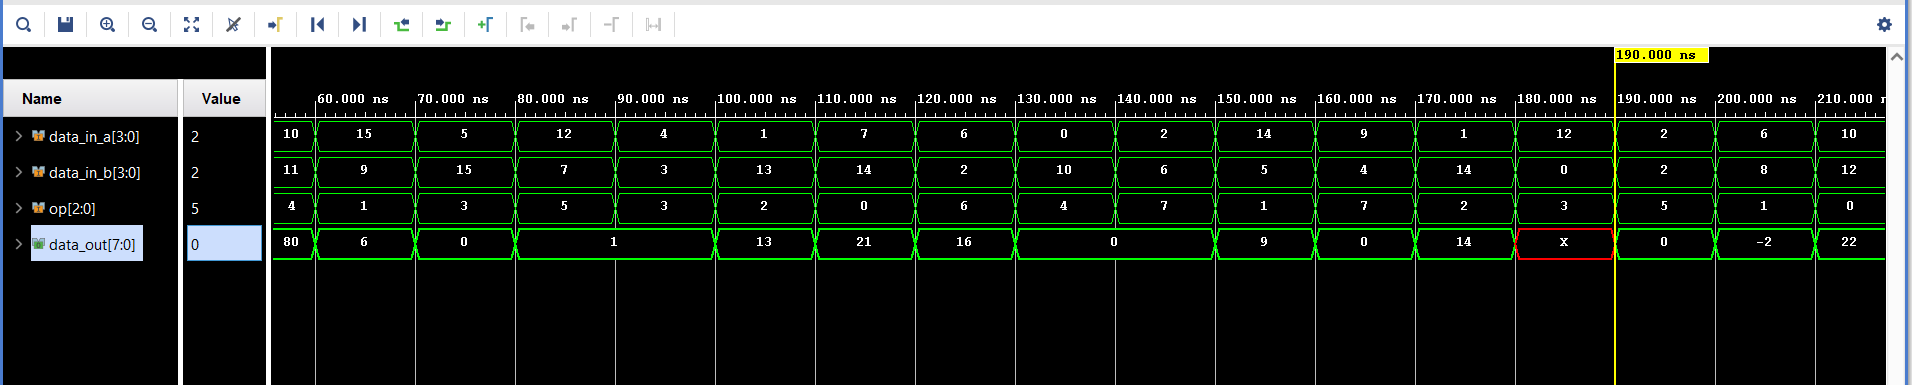 190.000 ns
Name Value 60.000 ns 70.000 ns 80.000 ns 90.000 ns 100.000 ns 110.000 ns 120.000 ns 130.000 ns 140.000 ns 150.000 ns 160.000 ns 170.000 ns 180.000 ns 190.000 ns 200.000 ns 210.000 n
data_in_a[3:0] 2 10 15 5 12 4 1 7 6 0 2 14 9 1 12 2 6 10
data_in_b[3:0] 2 11 9 15 7 3 13 14 2 10 6 5 4 14 0 2 8 12
op[2:0] 5 4 1 3 5 3 2 0 6 4 7 1 7 2 3 5 1 0
data_out[7:0] 0 80 6 0 1 13 21 16 0 9 0 14 X 0 -2 22